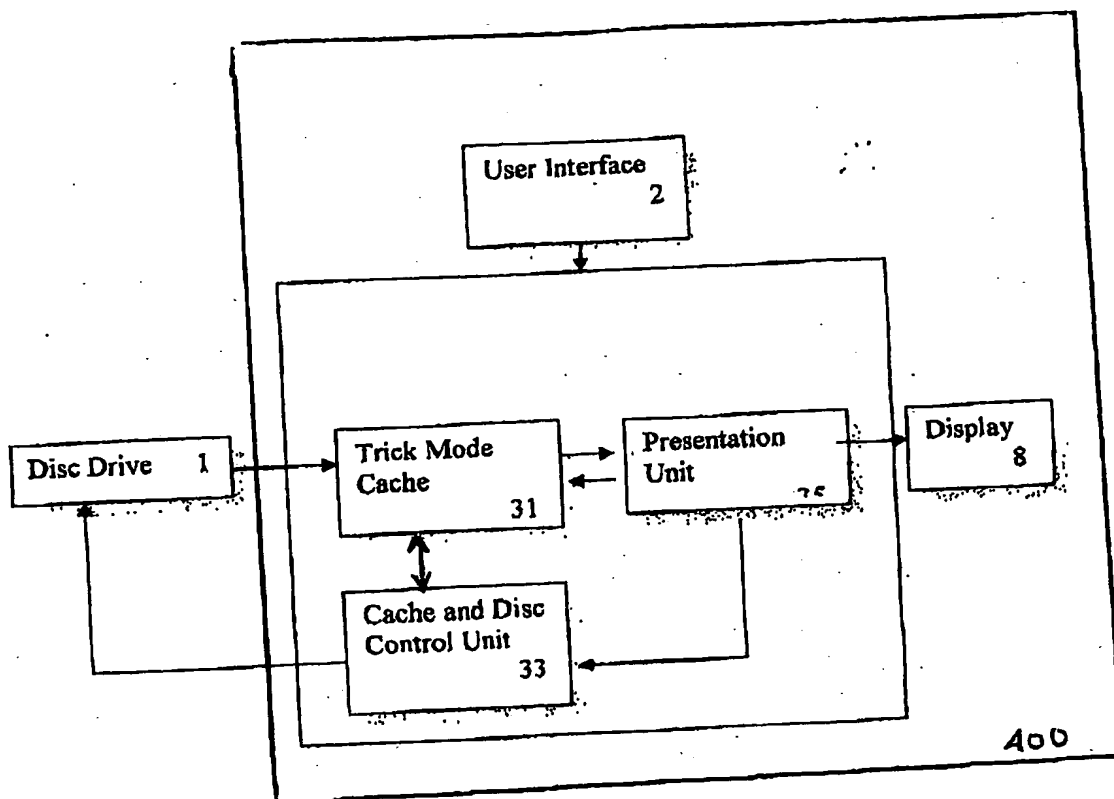 User Interface
2
Disc Drive 1
Trick Mode
Cache
31
Presentation
Unit
Display
8
Cache and Disc
Control Unit
33
A00